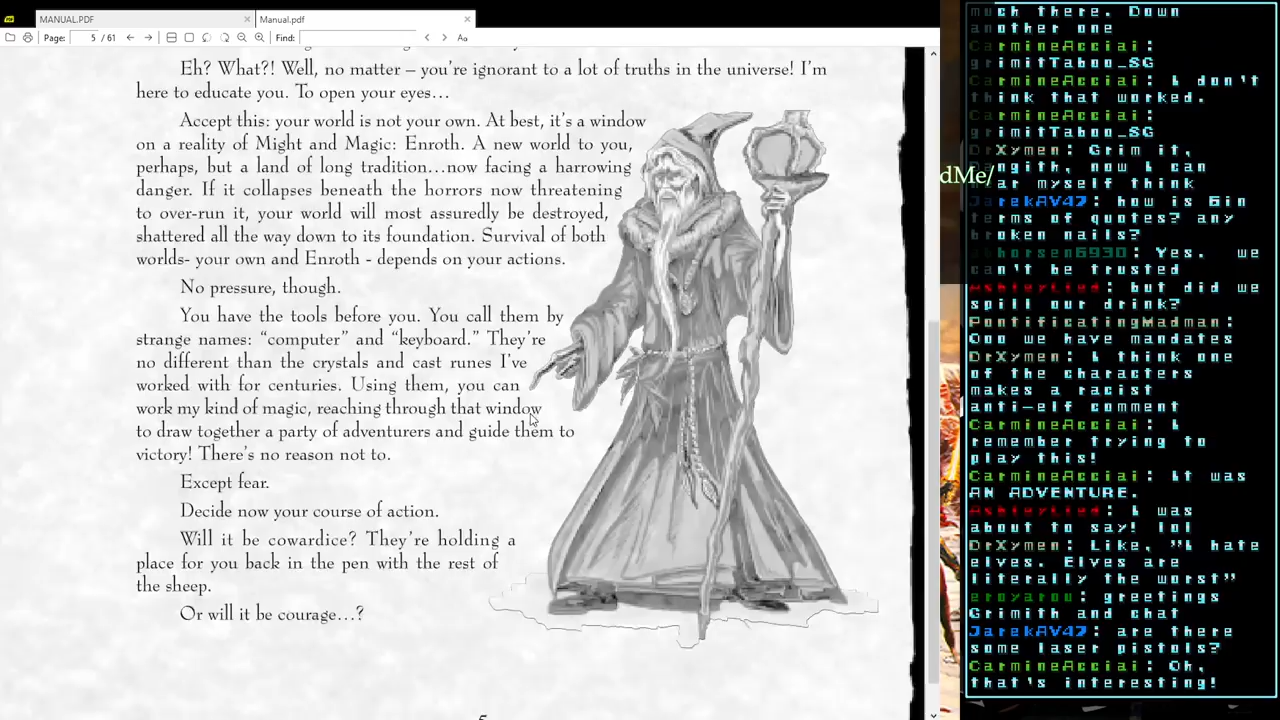 MANUAL.PDF
Manual.pdf
Page: 5 / 61
Find:
Eh? What?! Well, no matter – you're ignorant to a lot of truths in the universe! I'm
here to educate you. To open your eyes…
Accept this: your world is not your own. At best, it's a window
on a reality of Might and Magic: Enroth. A new world to you,
perhaps, but a land of long tradition…now facing a harrowing
danger. If it collapses beneath the horrors now threatening
to over-run it, your world will most assuredly be destroyed,
shattered all the way down to its foundation. Survival of both
worlds- your own and Enroth - depends on your actions.
No pressure, though.
You have the tools before you. You call them by
strange names: “computer” and “keyboard.” They're
no different than the crystals and cast runes I've
worked with for centuries. Using them, you can
work my kind of magic, reaching through that window
to draw together a party of adventurers and guide them to
victory! There's no reason not to.
Except fear.
Decide now your course of action.
Will it be cowardice? They're holding a
place for you back in the pen with the rest of
the sheep.
Or will it be courage…?
5
dMe/
much there. Down
another one
CarmineAcciai:
grimitTaboo_SG
CarmineAcciai: I don't
think that worked.
CarmineAcciai:
grimitTaboo_SG
DrXymen: Grim it,
Dangith, now I can
hear myself think
JarekAV47: how is 6in
terms of quotes? any
broken nails?
Yes. we
can't be trusted
but did we
spill our drink?
PontificatingMadman:
Ooo we have mandates
DrXymen: I think one
of the characters
makes a racist
anti-elf comment
CarmineAcciai: I
remember trying to
play this!
CarmineAcciai: It was
AN ADVENTURE.
I was
about to say! lol
DrXymen: Like, "I hate
elves. Elves are
literally the worst"
greetings
Grimith and chat
JarekAV47: are there
some laser pistols?
CarmineAcciai: Oh,
that's interesting!